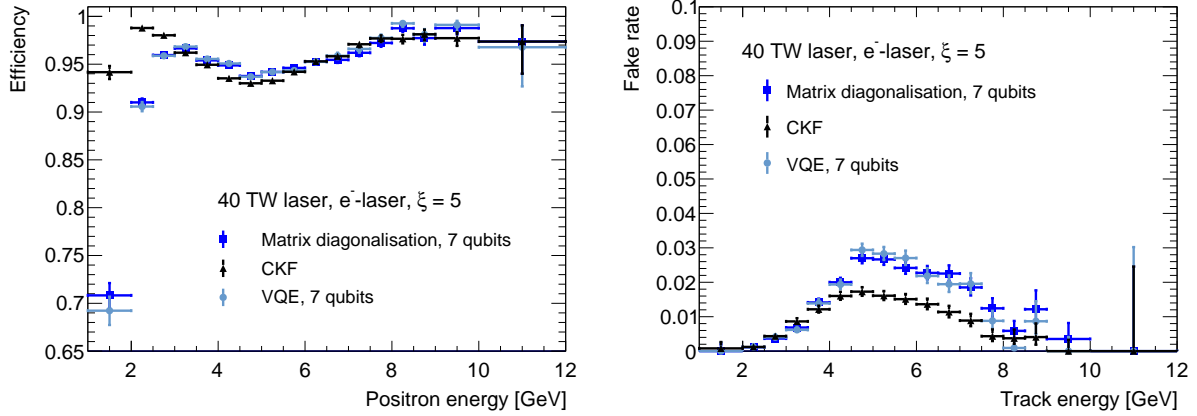 Efficiency
1
0.95
0.9
0.85
0.8
0.75
0.7
0.65
40 TW laser, e⁻-laser, ξ = 5
Matrix diagonalisation, 7 qubits
CKF
VQE, 7 qubits
2 4 6 8 10 12
Positron energy [GeV]
Fake rate
0.1
0.09
0.08
0.07
0.06
0.05
0.04
0.03
0.02
0.01
0
40 TW laser, e⁻-laser, ξ = 5
Matrix diagonalisation, 7 qubits
CKF
VQE, 7 qubits
2 4 6 8 10 12
Track energy [GeV]